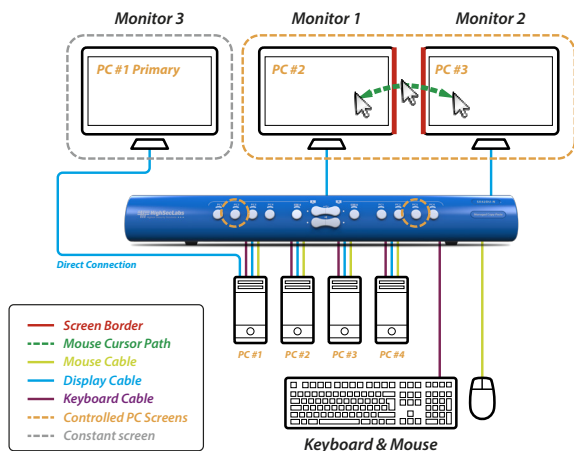 Monitor 3
Monitor 1
Monitor 2
PC #1 Primary
PC #2
PC #3
HighSecLabs
Direct Connection
PC #1
PC #2
PC #3
PC #4
Screen Border
Mouse Cursor Path
Mouse Cable
Display Cable
Keyboard Cable
Controlled PC Screens
Constant screen
Keyboard & Mouse